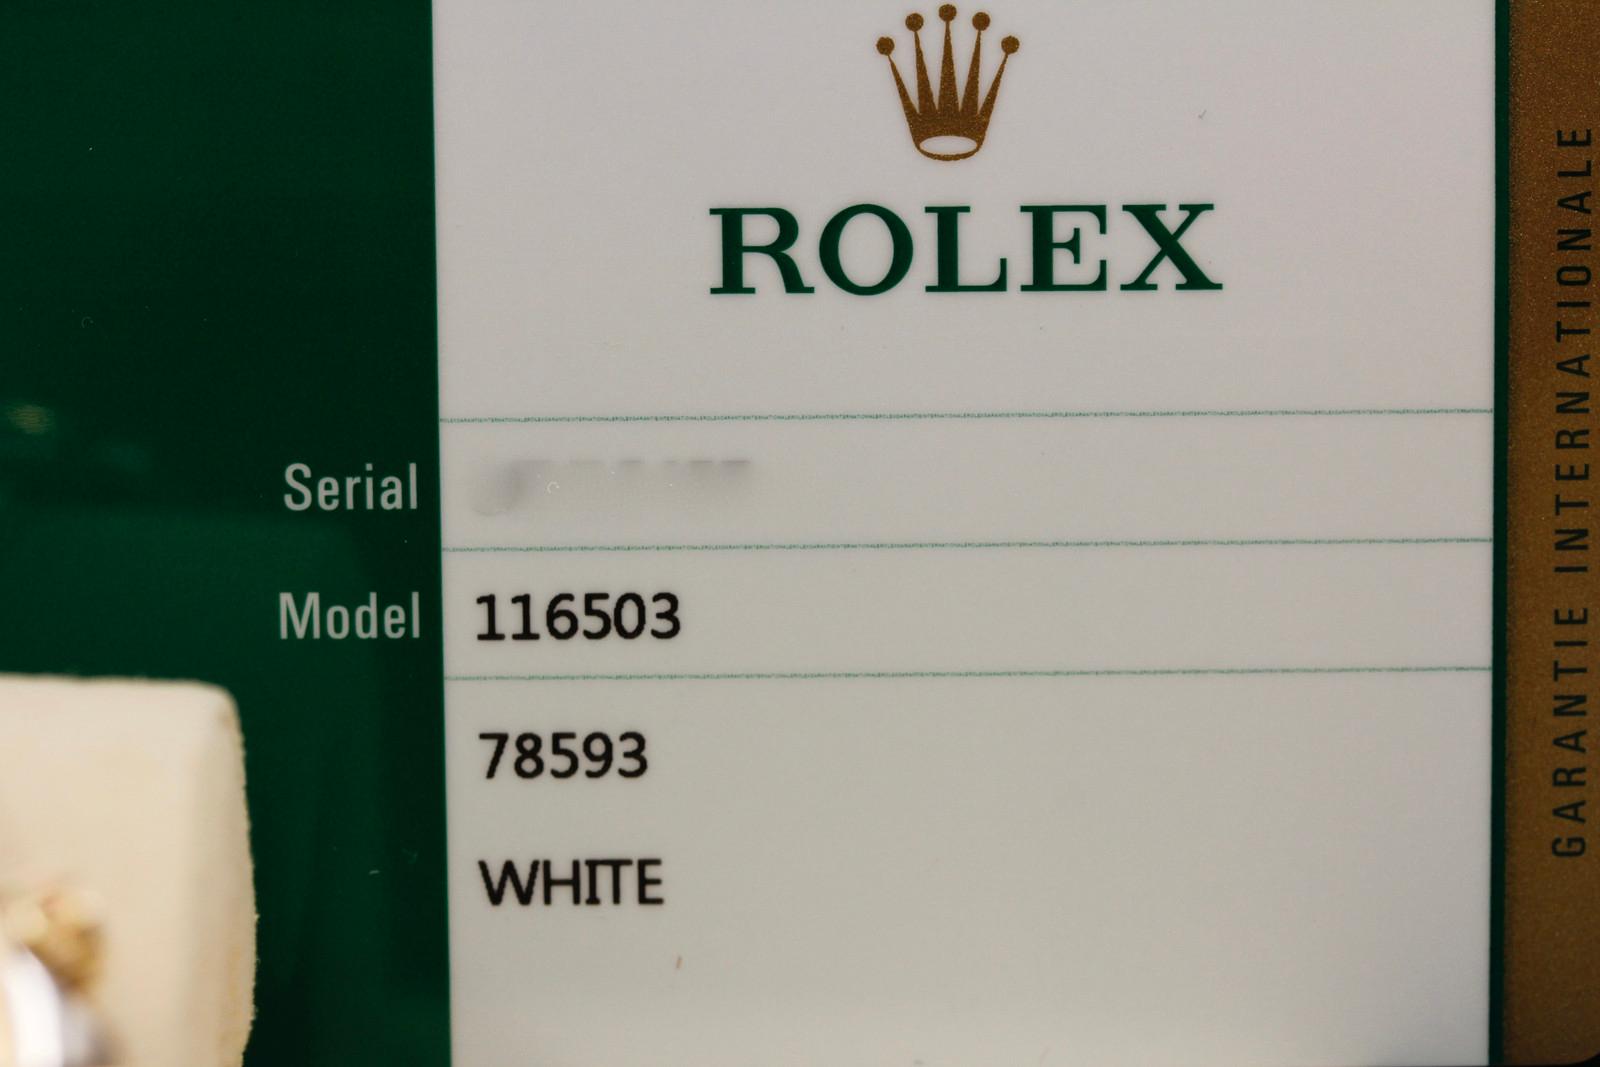 ROLEX
Serial
Model 116503
78593
WHITE
GARANTIE INTERNATIONALE